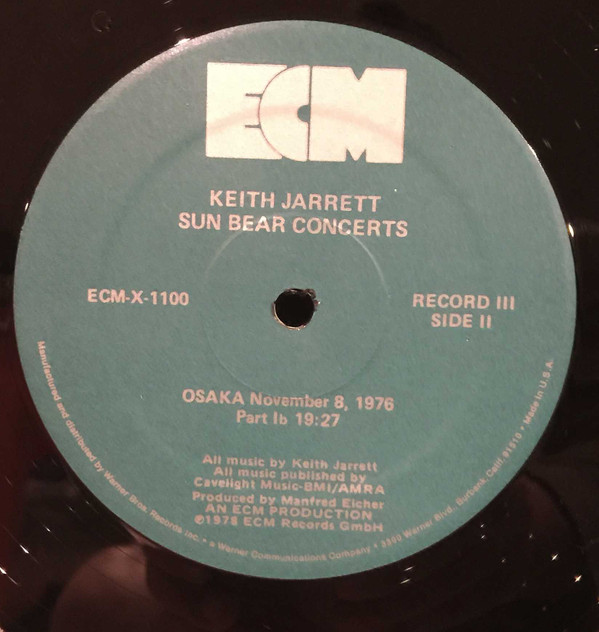 ECM
KEITH JARRETT
SUN BEAR CONCERTS
ECM-X-1100
RECORD III
SIDE II
OSAKA November 8, 1976
Part Ib 19:27
All music by Keith Jarrett
All music published by
Cavelight Music-BMI/AMRA
Produced by Manfred Eicher
AN ECM PRODUCTION
℗1978 ECM Records GmbH
Manufactured and distributed by Warner Bros. Records Inc. • a Warner Communications Company • 3300 Warner Blvd., Burbank, Calif. 91510 • Made in U.S.A.